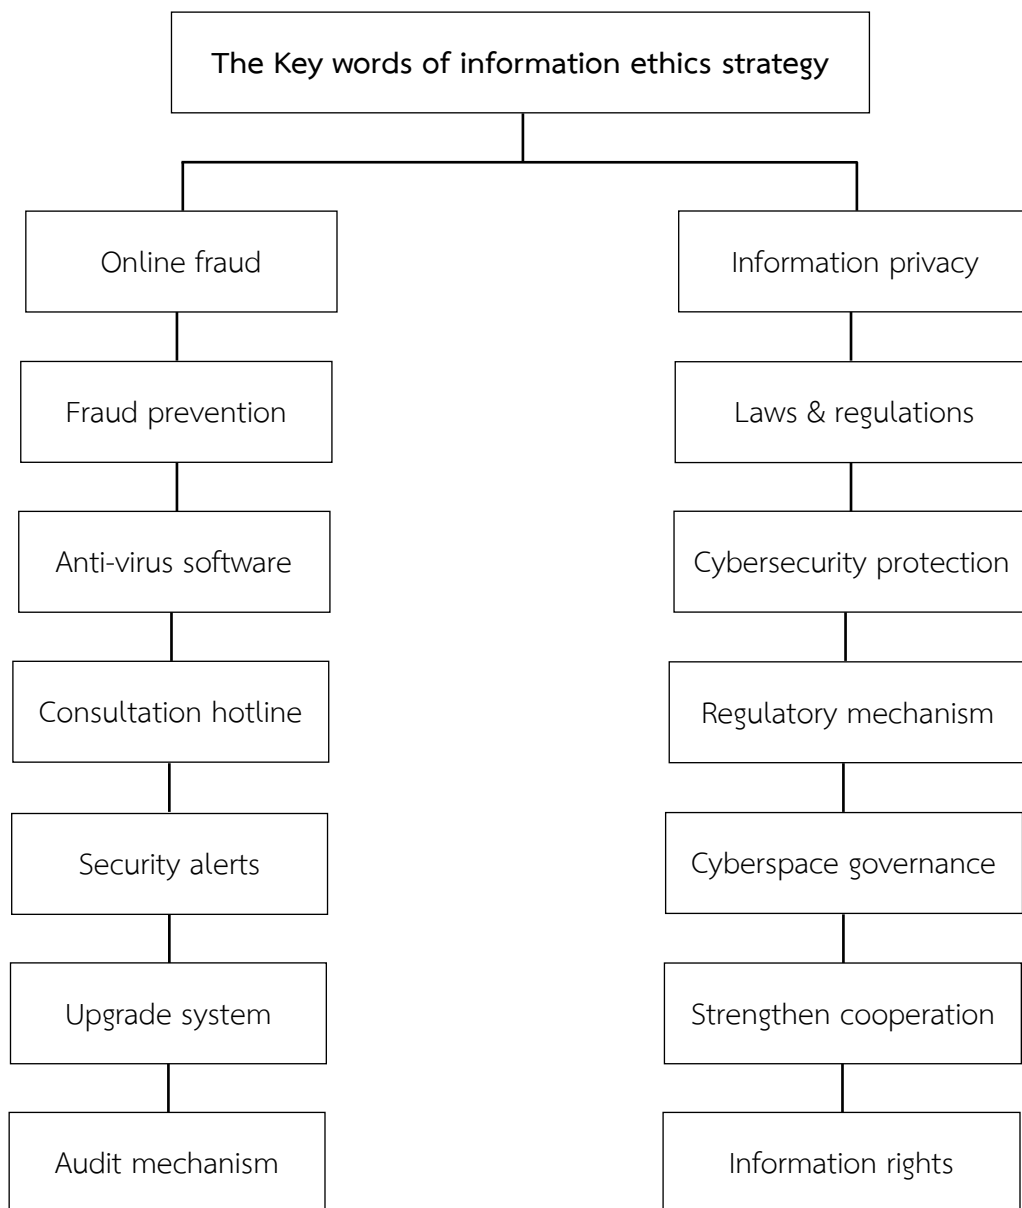 The Key words of information ethics strategy
Online fraud
Fraud prevention
Anti-virus software
Consultation hotline
Security alerts
Upgrade system
Audit mechanism
Information privacy
Laws & regulations
Cybersecurity protection
Regulatory mechanism
Cyberspace governance
Strengthen cooperation
Information rights